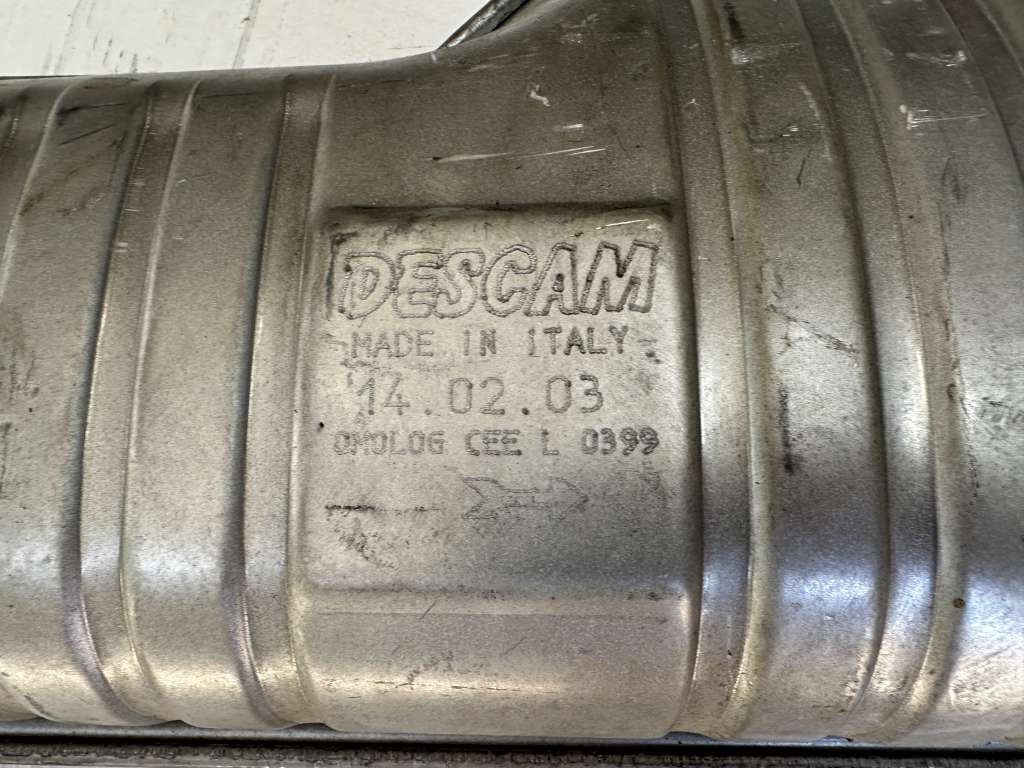 DESCAM
MADE IN ITALY
14.02.03
OMOLOG CEE L 0399